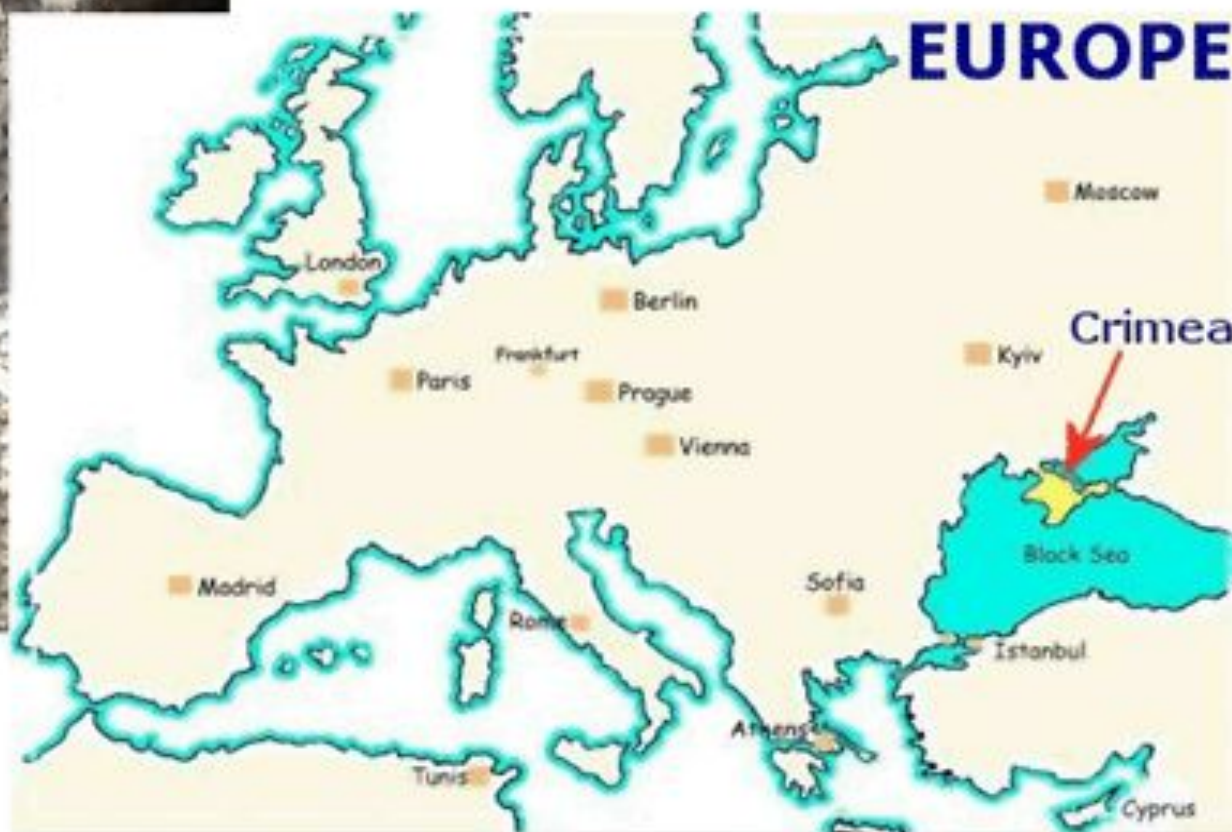 EUROPE
Moscow
London
Berlin
Crimea
Frankfurt
Kyiv
Paris
Prague
Vienna
Black Sea
Sofia
Madrid
Rome
Istanbul
Athens
Tunis
Cyprus